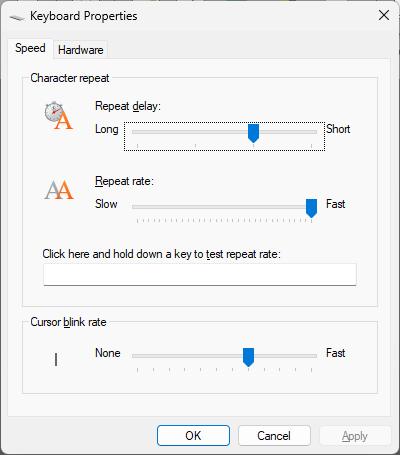 Keyboard Properties
Speed Hardware
Character repeat
Repeat delay:
Long Short
Repeat rate:
Slow Fast
Click here and hold down a key to test repeat rate:
Cursor blink rate
None Fast
OK Cancel Apply